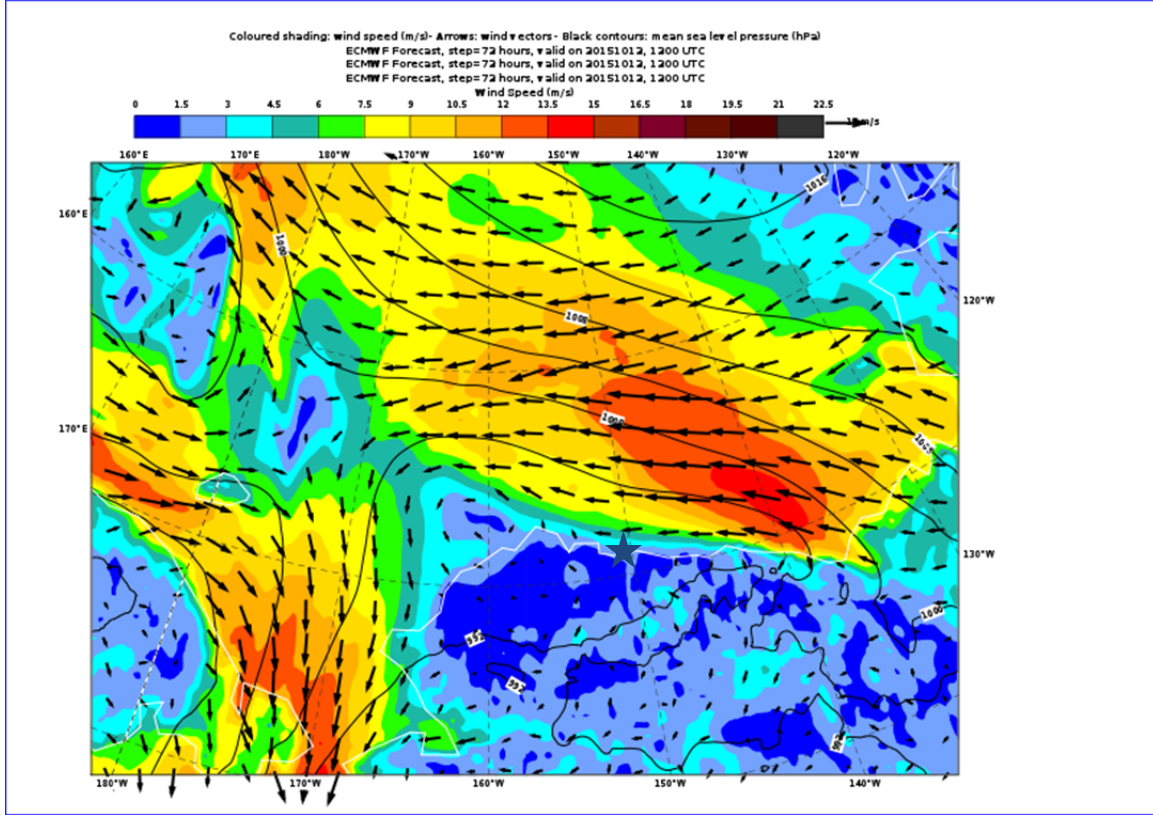 Coloured shading: wind speed (m/s)- Arrows: wind vectors - Black contours: mean sea level pressure (hPa)
ECMWF Forecast, step=72 hours, valid on 20151012, 1200 UTC
ECMWF Forecast, step=72 hours, valid on 20151012, 1200 UTC
ECMWF Forecast, step=72 hours, valid on 20151012, 1200 UTC
Wind Speed (m/s)
0 1.5 3 4.5 6 7.5 9 10.5 12 13.5 15 16.5 18 19.5 21 22.5
m/s
160°E 170°E 180°W 170°W 160°W 150°W 140°W 130°W 120°W
1016
160°E
1000
120°W
1008
1000
170°E
130°W
1000
992
992
992
180°W 170°W 160°W 150°W 140°W